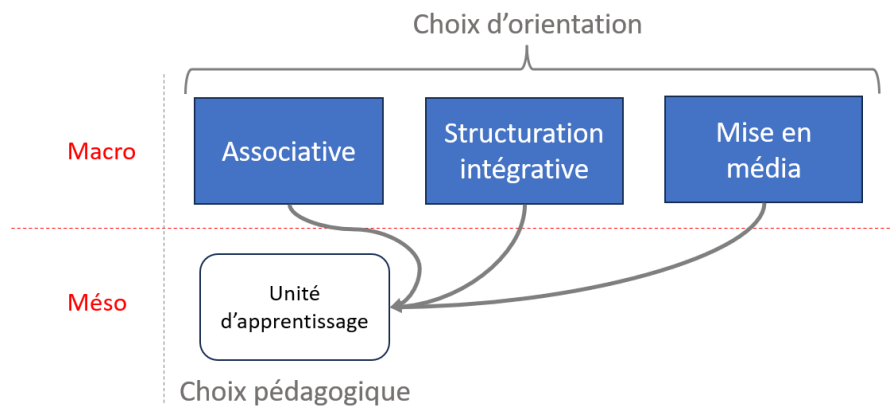 Choix d’orientation
Macro
Associative
Structuration
intégrative
Mise en
média
Méso
Unité
d’apprentissage
Choix pédagogique